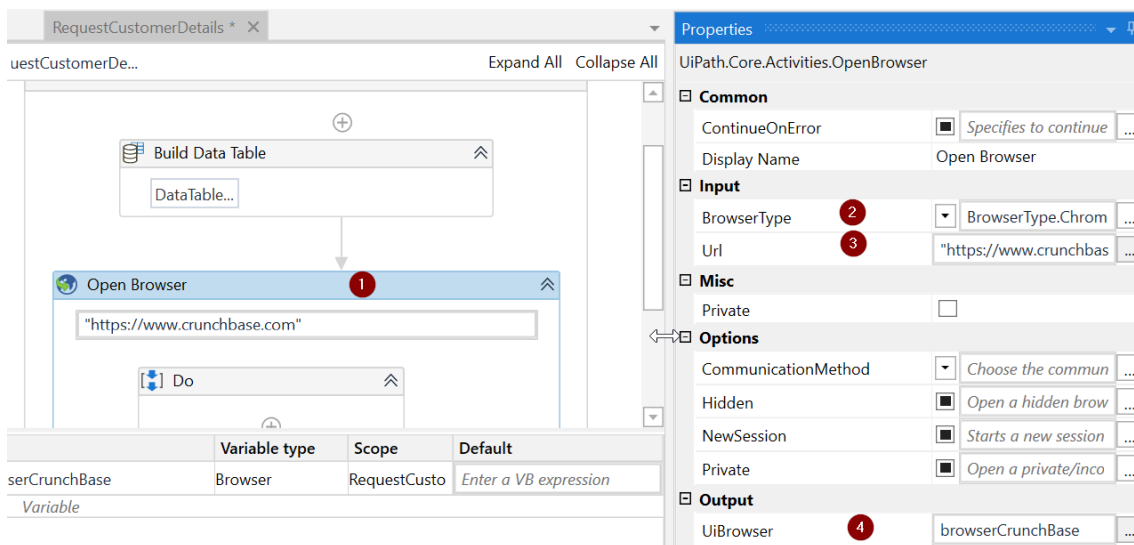 RequestCustomerDetails *
uestCustomerDe...
Expand All Collapse All
Build Data Table
DataTable...
Open Browser
1
"https://www.crunchbase.com"
Do
Variable type Scope Default
serCrunchBase Browser RequestCusto Enter a VB expression
Variable
Properties
UiPath.Core.Activities.OpenBrowser
Common
ContinueOnError Specifies to continue ...
Display Name Open Browser
Input
BrowserType 2 BrowserType.Chrom ...
Url 3 "https://www.crunchbas ...
Misc
Private
Options
CommunicationMethod Choose the commun ...
Hidden Open a hidden brow ...
NewSession Starts a new session ...
Private Open a private/inco ...
Output
UiBrowser 4 browserCrunchBase ...